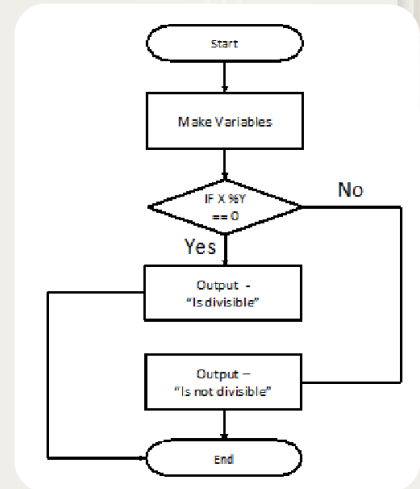 Start
Make Variables
IF X %Y
== 0
No
Yes
Output -
“Is divisible”
Output –
“Is not divisible”
End